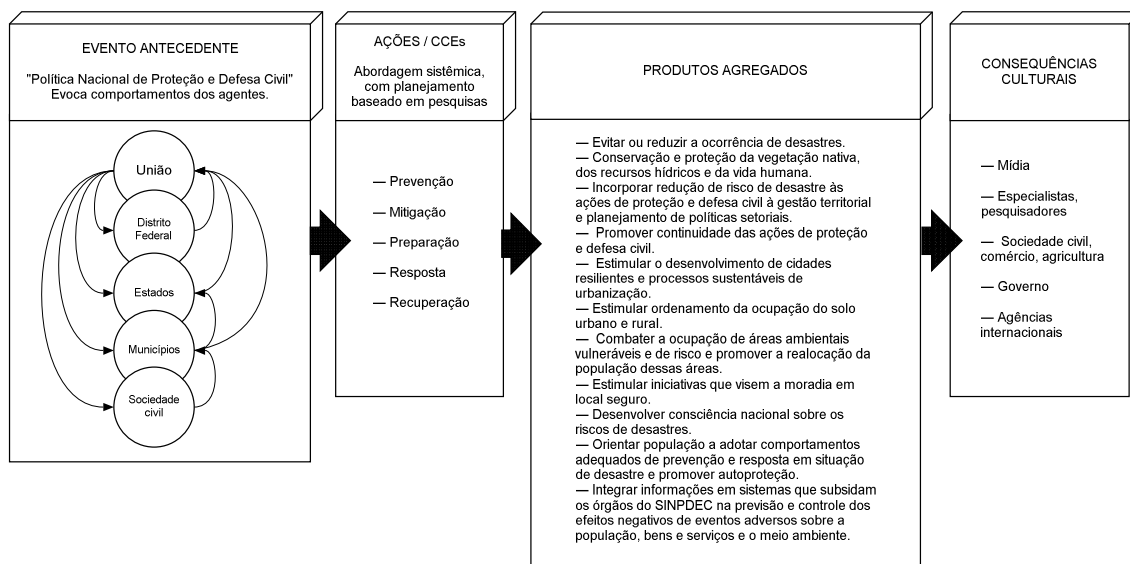 EVENTO ANTECEDENTE
"Política Nacional de Proteção e Defesa Civil"
Evoca comportamentos dos agentes.
União
Distrito
Federal
Estados
Municípios
Sociedade
civil
AÇÕES / CCEs
Abordagem sistêmica,
com planejamento
baseado em pesquisas
— Prevenção
— Mitigação
— Preparação
— Resposta
— Recuperação
PRODUTOS AGREGADOS
— Evitar ou reduzir a ocorrência de desastres.
— Conservação e proteção da vegetação nativa,
dos recursos hídricos e da vida humana.
— Incorporar redução de risco de desastre às
ações de proteção e defesa civil à gestão territorial
e planejamento de políticas setoriais.
— Promover continuidade das ações de proteção
e defesa civil.
— Estimular o desenvolvimento de cidades
resilientes e processos sustentáveis de
urbanização.
— Estimular ordenamento da ocupação do solo
urbano e rural.
— Combater a ocupação de áreas ambientais
vulneráveis e de risco e promover a realocação da
população dessas áreas.
— Estimular iniciativas que visem a moradia em
local seguro.
— Desenvolver consciência nacional sobre os
riscos de desastres.
— Orientar população a adotar comportamentos
adequados de prevenção e resposta em situação
de desastre e promover autoproteção.
— Integrar informações em sistemas que subsidam
os órgãos do SINPDEC na previsão e controle dos
efeitos negativos de eventos adversos sobre a
população, bens e serviços e o meio ambiente.
CONSEQUÊNCIAS
CULTURAIS
— Mídia
— Especialistas,
pesquisadores
— Sociedade civil,
comércio, agricultura
— Governo
— Agências
internacionais